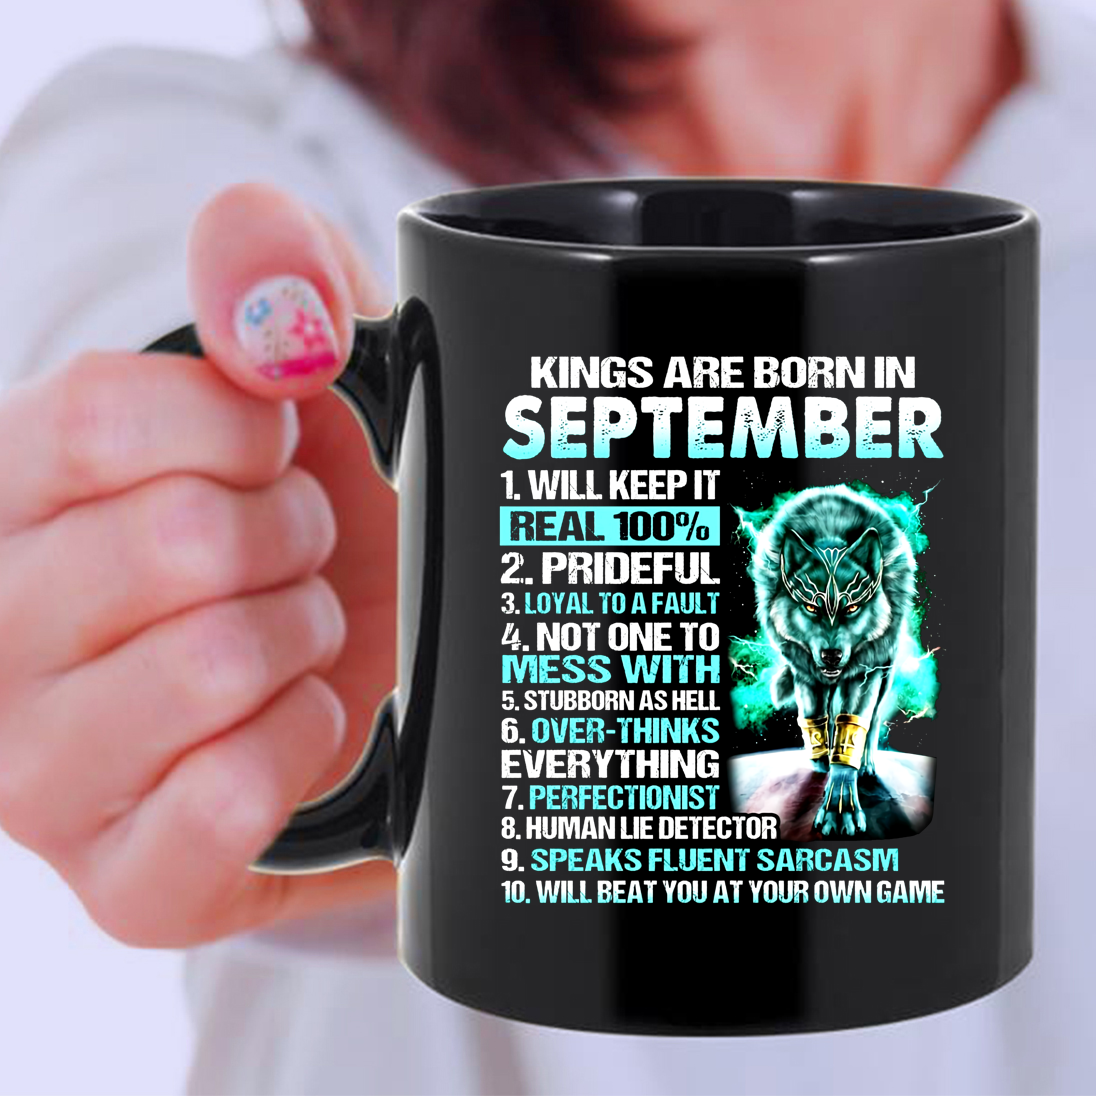 KINGS ARE BORN IN
SEPTEMBER
1. WILL KEEP IT
REAL 100%
2. PRIDEFUL
3. LOYAL TO A FAULT
4. NOT ONE TO
MESS WITH
5. STUBBORN AS HELL
6. OVER-THINKS
EVERYTHING
7. PERFECTIONIST
8. HUMAN LIE DETECTOR
9. SPEAKS FLUENT SARCASM
10. WILL BEAT YOU AT YOUR OWN GAME